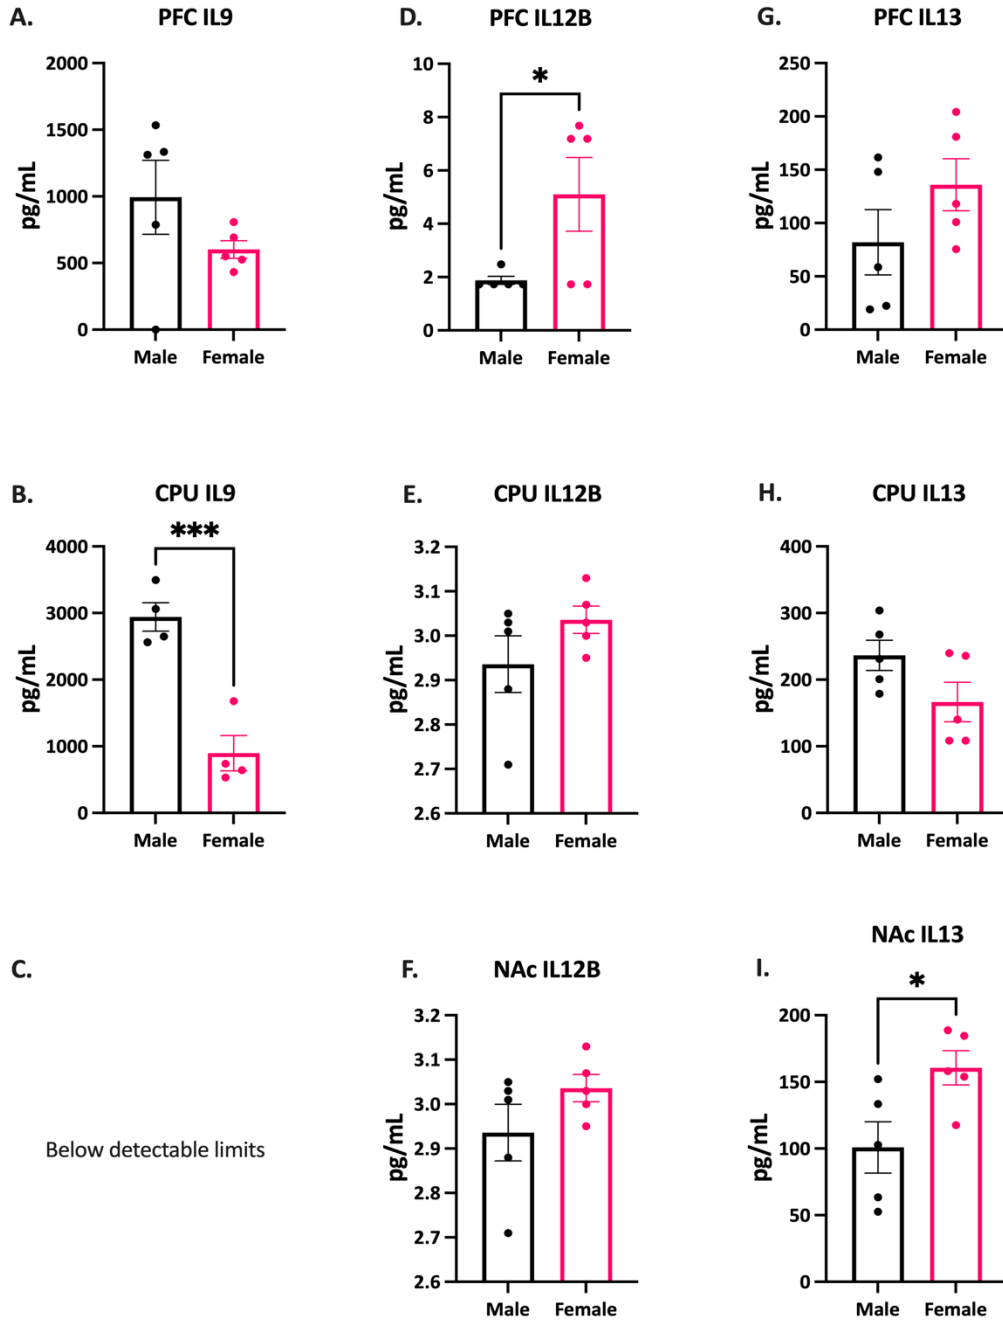 A. PFC IL9
D. PFC IL12B
G. PFC IL13
pg/mL
2000
1500
1000
500
0
Male Female
pg/mL
10
8
6
4
2
0
*
Male Female
pg/mL
250
200
150
100
50
0
Male Female
B. CPU IL9
E. CPU IL12B
H. CPU IL13
pg/mL
4000
3000
2000
1000
0
***
Male Female
pg/mL
3.2
3.1
3.0
2.9
2.8
2.7
2.6
Male Female
pg/mL
400
300
200
100
0
Male Female
C.
Below detectable limits
F. NAc IL12B
pg/mL
3.2
3.1
3.0
2.9
2.8
2.7
2.6
Male Female
I. NAc IL13
pg/mL
200
150
100
50
0
*
Male Female